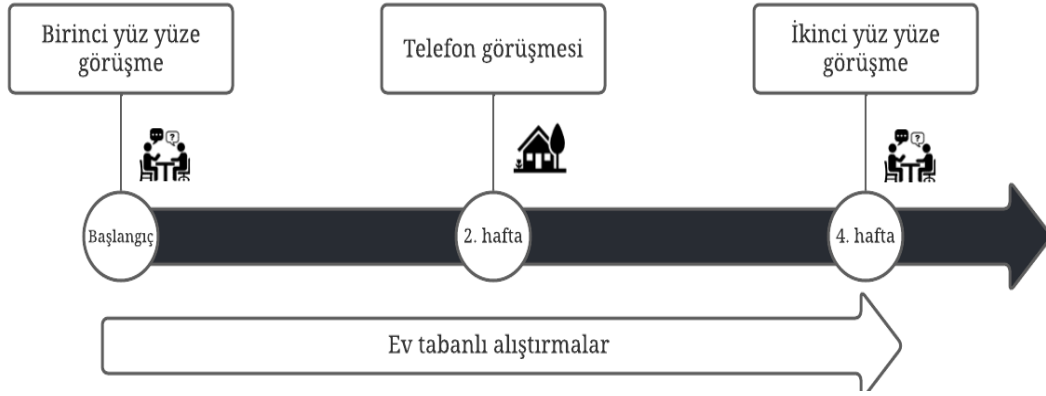 Birinci yüz yüze
görüşme
Telefon görüşmesi
İkinci yüz yüze
görüşme
Başlangıç
2. hafta
4. hafta
Ev tabanlı alıştırmalar